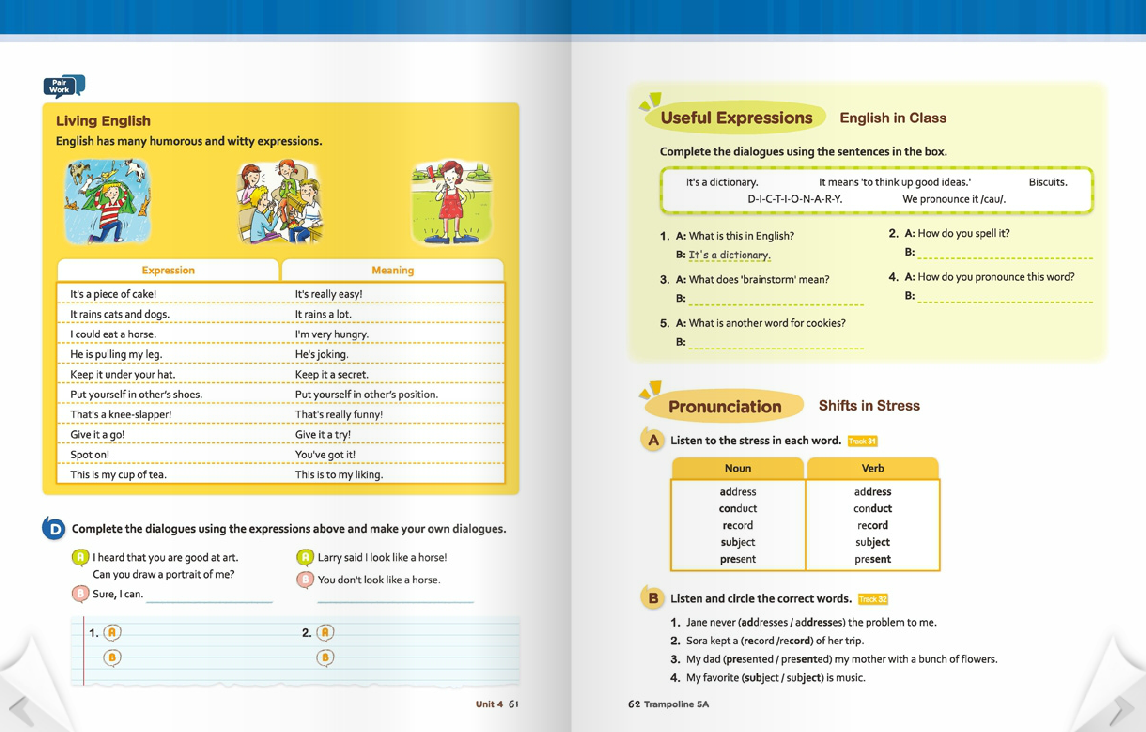 Pair
Work
Living English
English has many humorous and witty expressions.
Expression Meaning
It's a piece of cake! It's really easy!
It rains cats and dogs. It rains a lot.
I could eat a horse. I'm very hungry.
He is pulling my leg. He's joking.
Keep it under your hat. Keep it a secret.
Put yourself in other's shoes. Put yourself in other's position.
That's a knee-slapper! That's really funny!
Give it a go! Give it a try!
Spot on! You've got it!
This is my cup of tea. This is to my liking.
D Complete the dialogues using the expressions above and make your own dialogues.
A I heard that you are good at art.
Can you draw a portrait of me?
B Sure, I can.
A Larry said I look like a horse!
B You don't look like a horse.
1. A
B
2. A
B
Unit 4 61
Useful Expressions English in Class
Complete the dialogues using the sentences in the box.
It's a dictionary. It means 'to think up good ideas.' Biscuits.
D-I-C-T-I-O-N-A-R-Y. We pronounce it /cau/.
1. A: What is this in English?
B: It's a dictionary.
2. A: How do you spell it?
B:
3. A: What does 'brainstorm' mean?
B:
4. A: How do you pronounce this word?
B:
5. A: What is another word for cookies?
B:
Pronunciation Shifts in Stress
A Listen to the stress in each word. Track 31
Noun Verb
address address
conduct conduct
record record
subject subject
present present
B Listen and circle the correct words. Track 32
1. Jane never (addresses / addresses) the problem to me.
2. Sora kept a (record / record) of her trip.
3. My dad (presented / presented) my mother with a bunch of flowers.
4. My favorite (subject / subject) is music.
62 Trampoline 5A